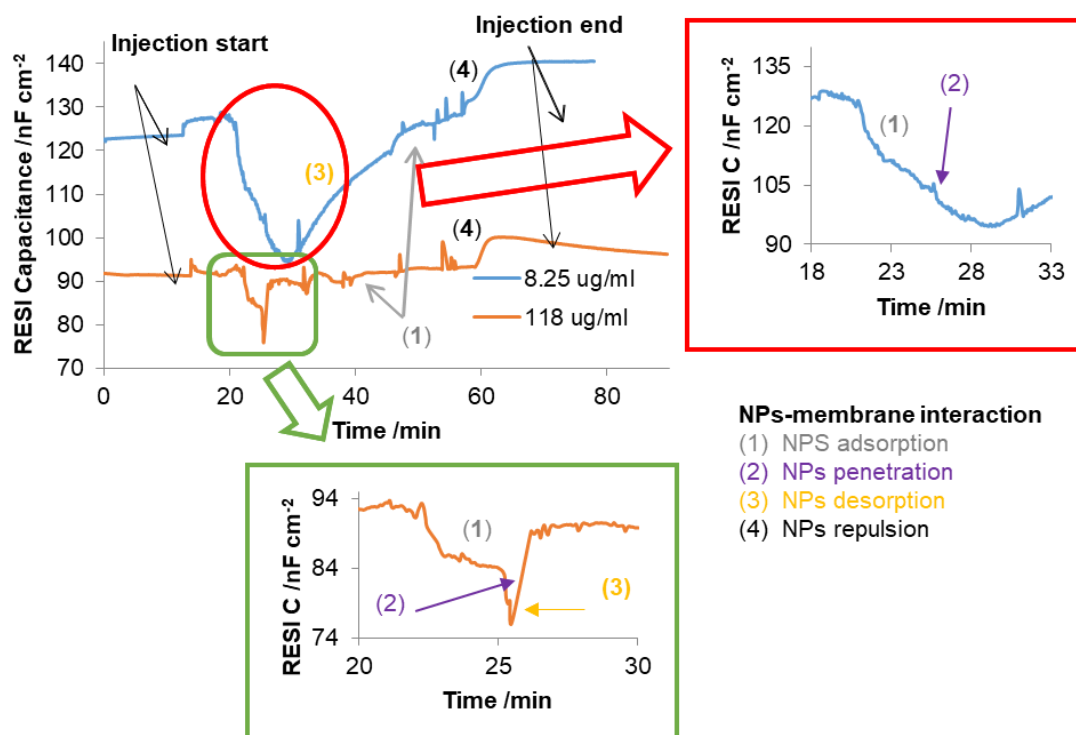 Injection start
Injection end
RESI Capacitance /nF cm-2
140
130
120
110
100
90
80
70
0
20
40
60
80
Time /min
(4)
(3)
(4)
(1)
8.25 ug/ml
118 ug/ml
RESI C /nF cm-2
135
120
105
90
18
23
28
33
Time /min
(1)
(2)
NPs-membrane interaction
(1) NPS adsorption
(2) NPs penetration
(3) NPs desorption
(4) NPs repulsion
RESI C /nF cm-2
94
84
74
20
25
30
Time /min
(1)
(2)
(3)